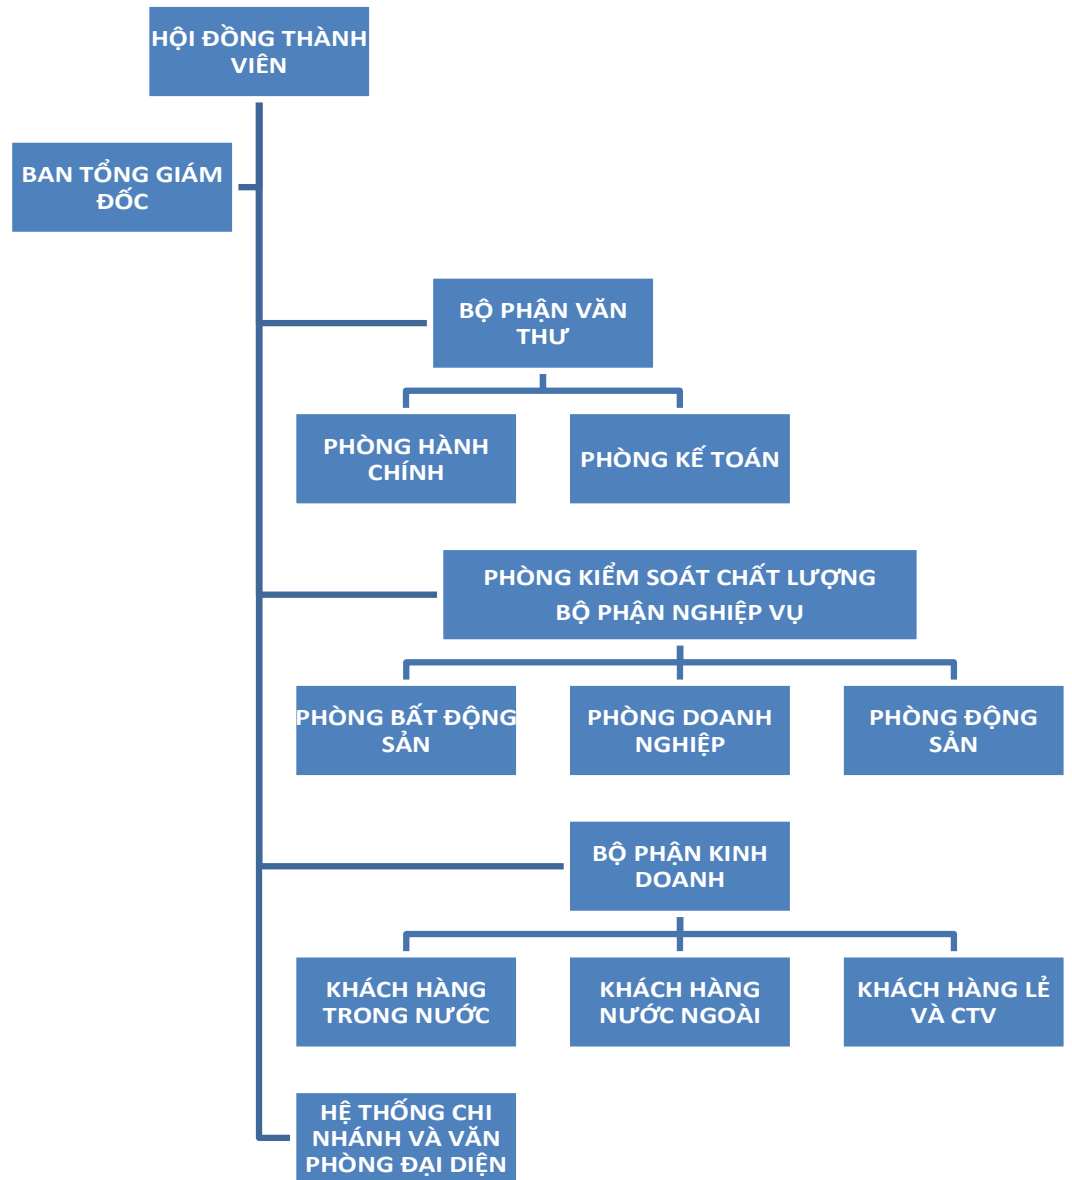 HỘI ĐỒNG THÀNH
VIÊN
BAN TỔNG GIÁM
ĐỐC
BỘ PHẬN VĂN
THƯ
PHÒNG HÀNH
CHÍNH
PHÒNG KẾ TOÁN
PHÒNG KIỂM SOÁT CHẤT LƯỢNG
BỘ PHẬN NGHIỆP VỤ
PHÒNG BẤT ĐỘNG
SẢN
PHÒNG DOANH
NGHIỆP
PHÒNG ĐỘNG
SẢN
BỘ PHẬN KINH
DOANH
KHÁCH HÀNG
TRONG NƯỚC
KHÁCH HÀNG
NƯỚC NGOÀI
KHÁCH HÀNG LẺ
VÀ CTV
HỆ THỐNG CHI
NHÁNH VÀ VĂN
PHÒNG ĐẠI DIỆN